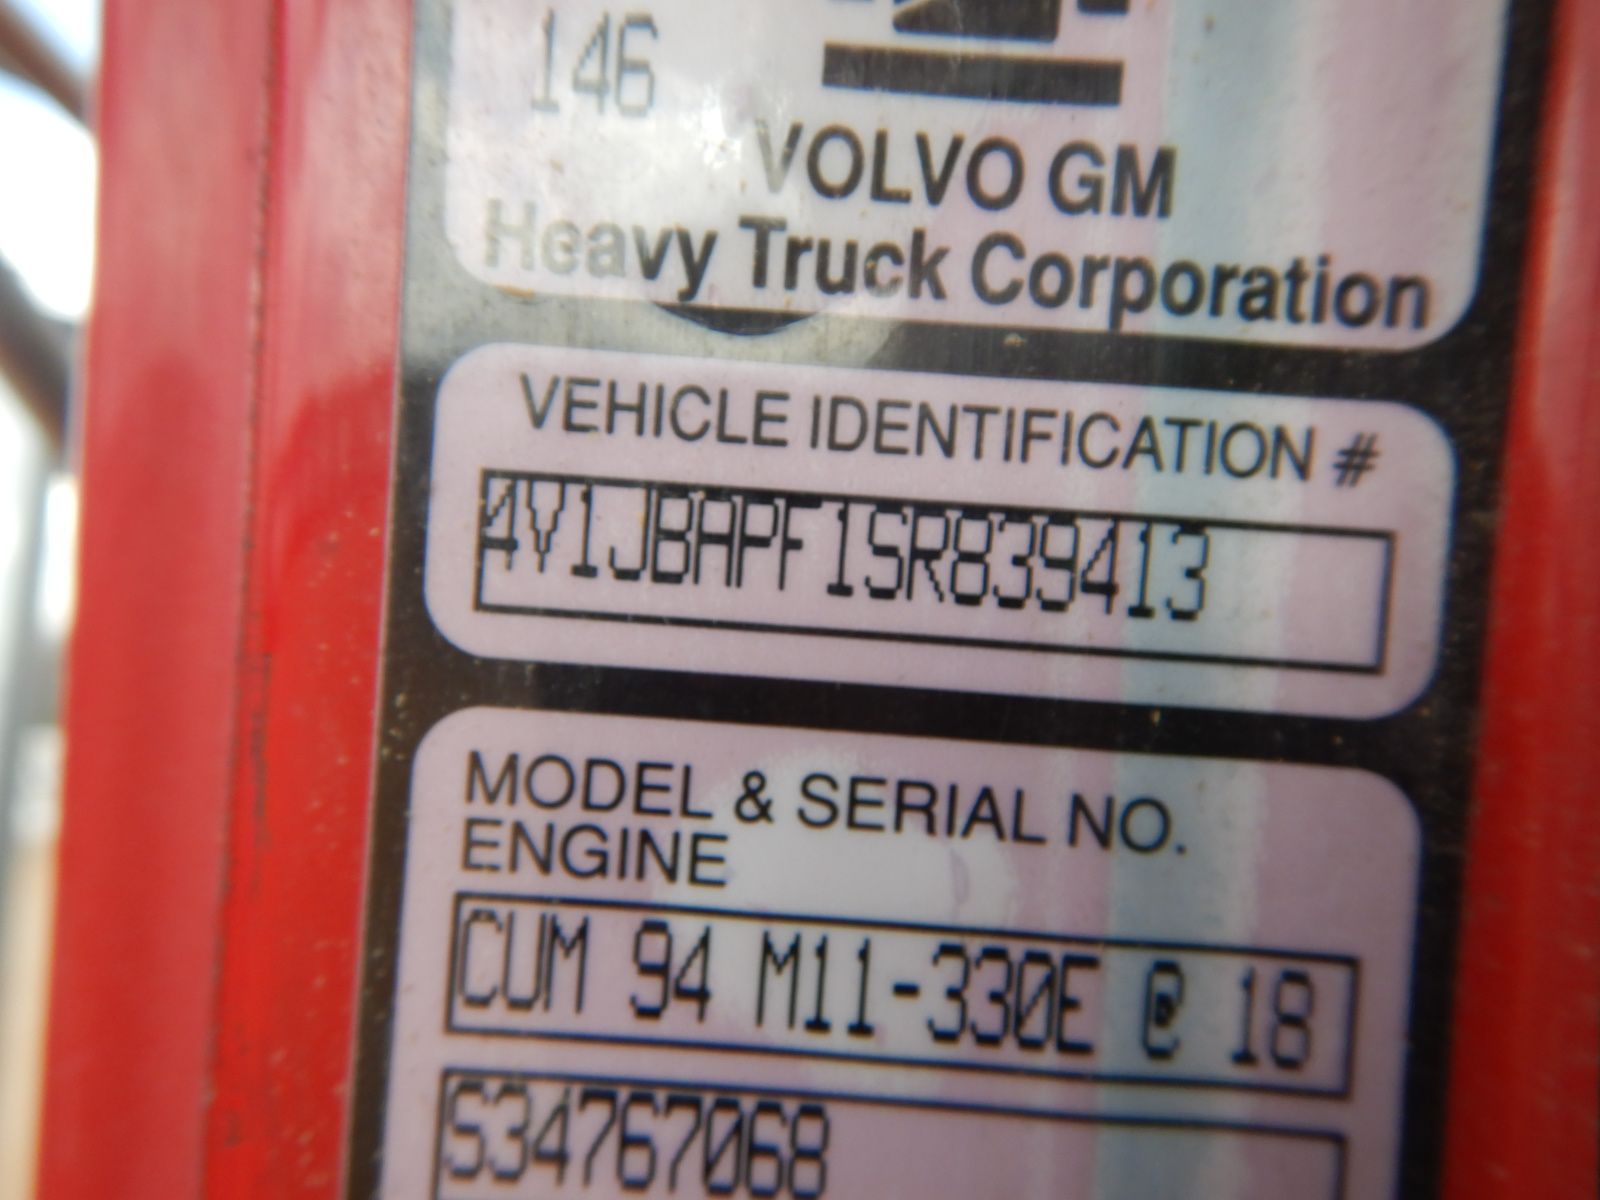 146
VOLVO GM
Heavy Truck Corporation
VEHICLE IDENTIFICATION #
4V1JBAPF1SR839413
MODEL & SERIAL NO.
ENGINE
CUM 94 M11-330E @ 18
S34767068